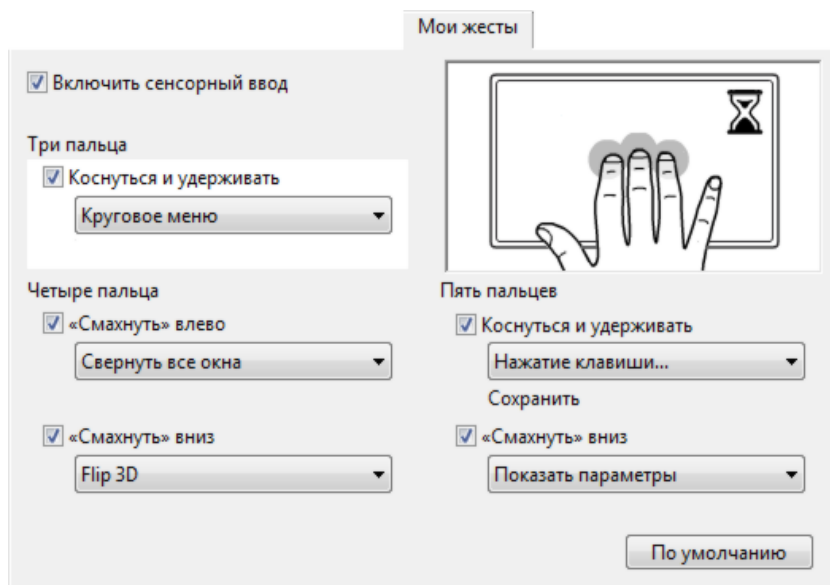 Мои жесты
Включить сенсорный ввод
Три пальца
Коснуться и удерживать
Круговое меню
Четыре пальца
«Смахнуть» влево
Свернуть все окна
«Смахнуть» вниз
Flip 3D
Пять пальцев
Коснуться и удерживать
Нажатие клавиши...
Сохранить
«Смахнуть» вниз
Показать параметры
По умолчанию